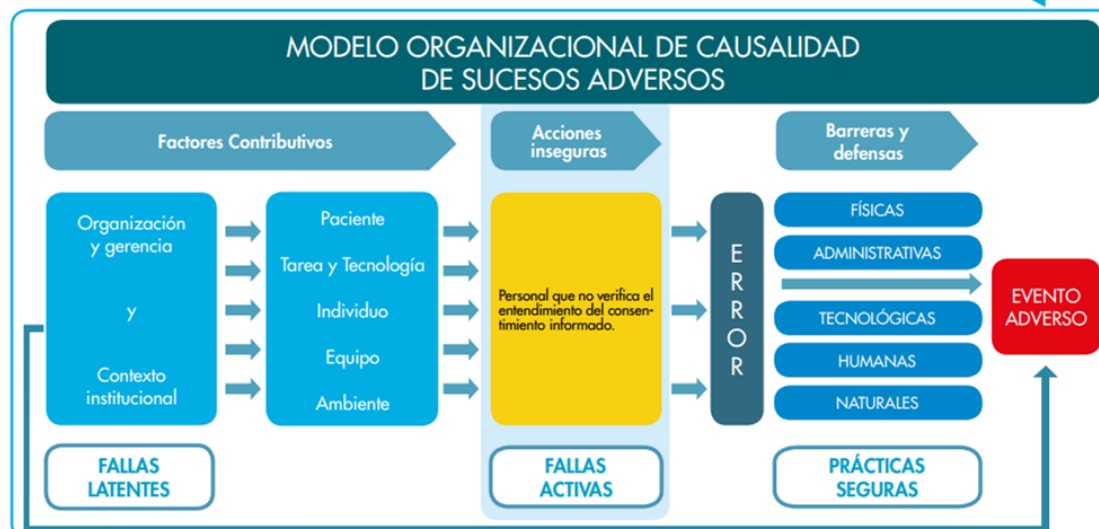 MODELO ORGANIZACIONAL DE CAUSALIDAD
DE SUCESOS ADVERSOS
Factores Contributivos
Acciones
inseguras
Barreras y
defensas
Organización
y gerencia
y
Contexto
institucional
Paciente
Tarea y Tecnología
Individuo
Equipo
Ambiente
Personal que no verifica el
entendimiento del consen-
timiento informado.
E
R
R
O
R
FÍSICAS
ADMINISTRATIVAS
TECNOLÓGICAS
HUMANAS
NATURALES
EVENTO
ADVERSO
FALLAS
LATENTES
FALLAS
ACTIVAS
PRÁCTICAS
SEGURAS